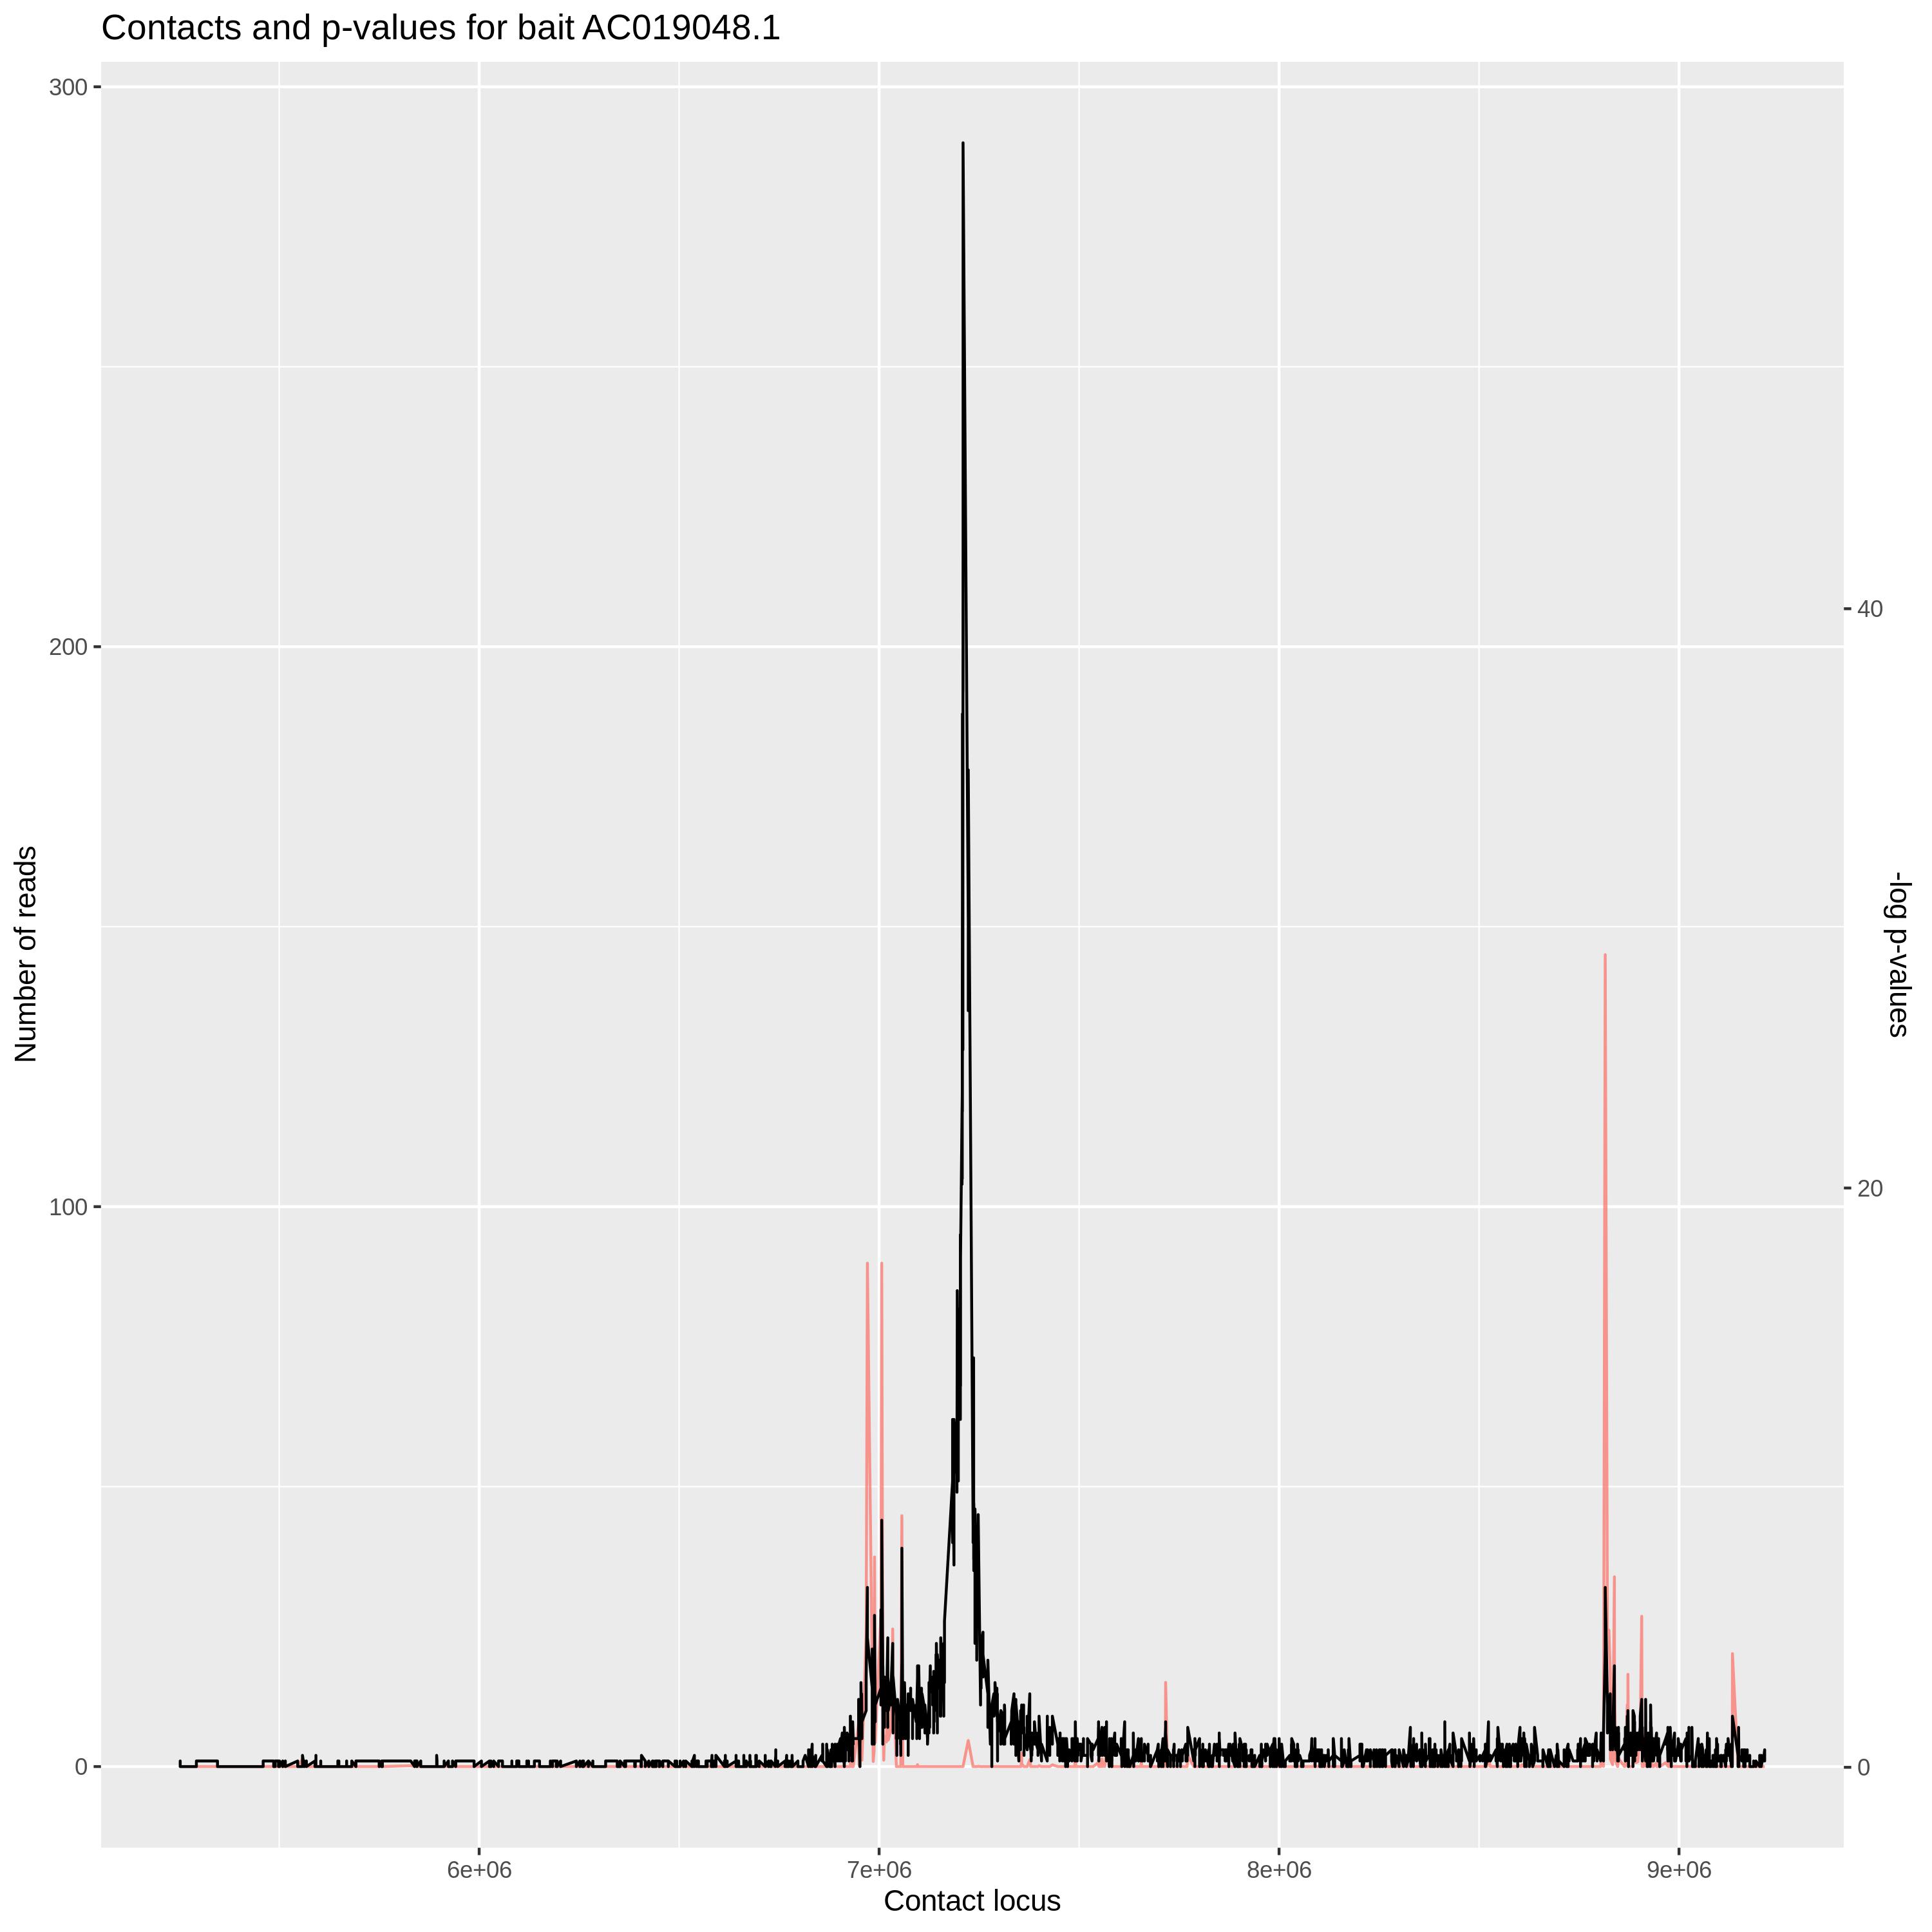 Contacts and p-values for bait AC019048.1
300
200
100
0
Number of reads
40
20
0
-log p-values
6e+06
7e+06
8e+06
9e+06
Contact locus